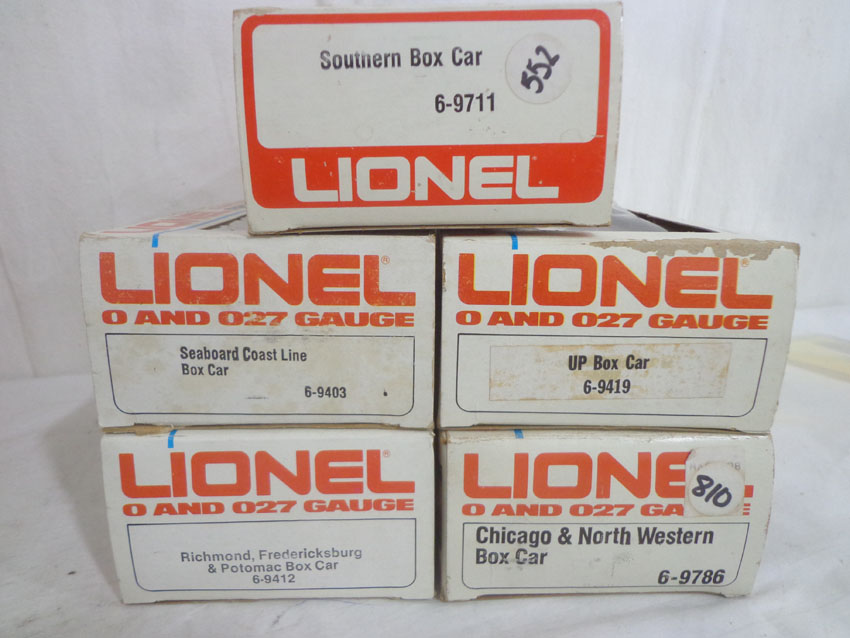 Southern Box Car
552
6-9711
LIONEL
LIONEL®
O AND O27 GAUGE
Seaboard Coast Line
Box Car
6-9403
LIONEL®
O AND O27 GAUGE
UP Box Car
6-9419
LIONEL
O AND O27 GAUGE
Richmond, Fredericksburg
& Potomac Box Car
6-9412
LIONEL
O AND O27 GA E
810
Chicago & North Western
Box Car
6-9786